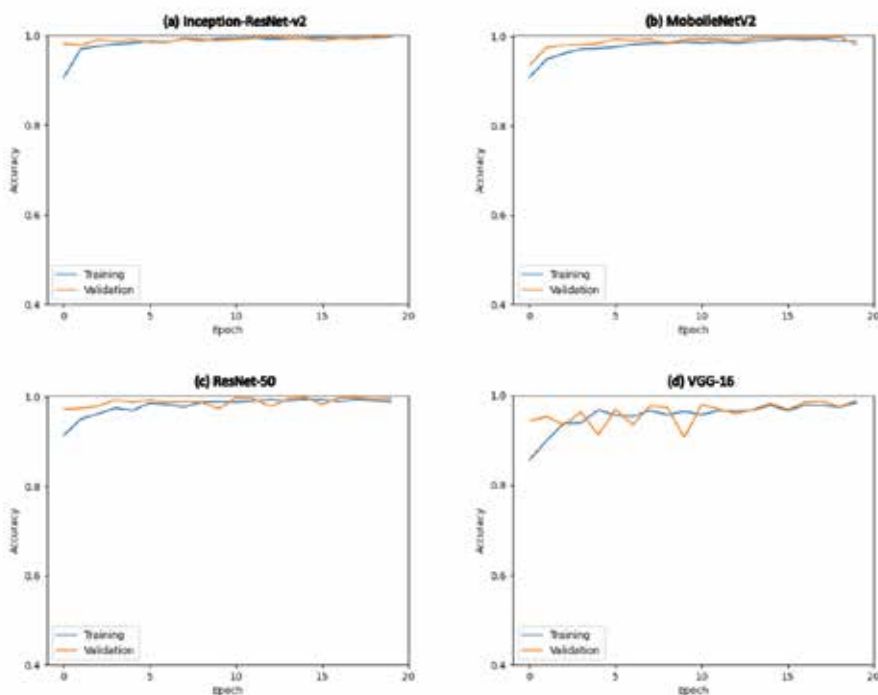 (a) Inception-ResNet-v2
1.0
0.8
0.6
0.4
Accuracy
Training
Validation
0 5 10 15 20
Epoch
(b) MobolieNetV2
1.0
0.8
0.6
0.4
Accuracy
Training
Validation
0 5 10 15 20
Epoch
(c) ResNet-50
1.0
0.8
0.6
0.4
Accuracy
Training
Validation
0 5 10 15 20
Epoch
(d) VGG-16
1.0
0.8
0.6
0.4
Accuracy
Training
Validation
0 5 10 15 20
Epoch